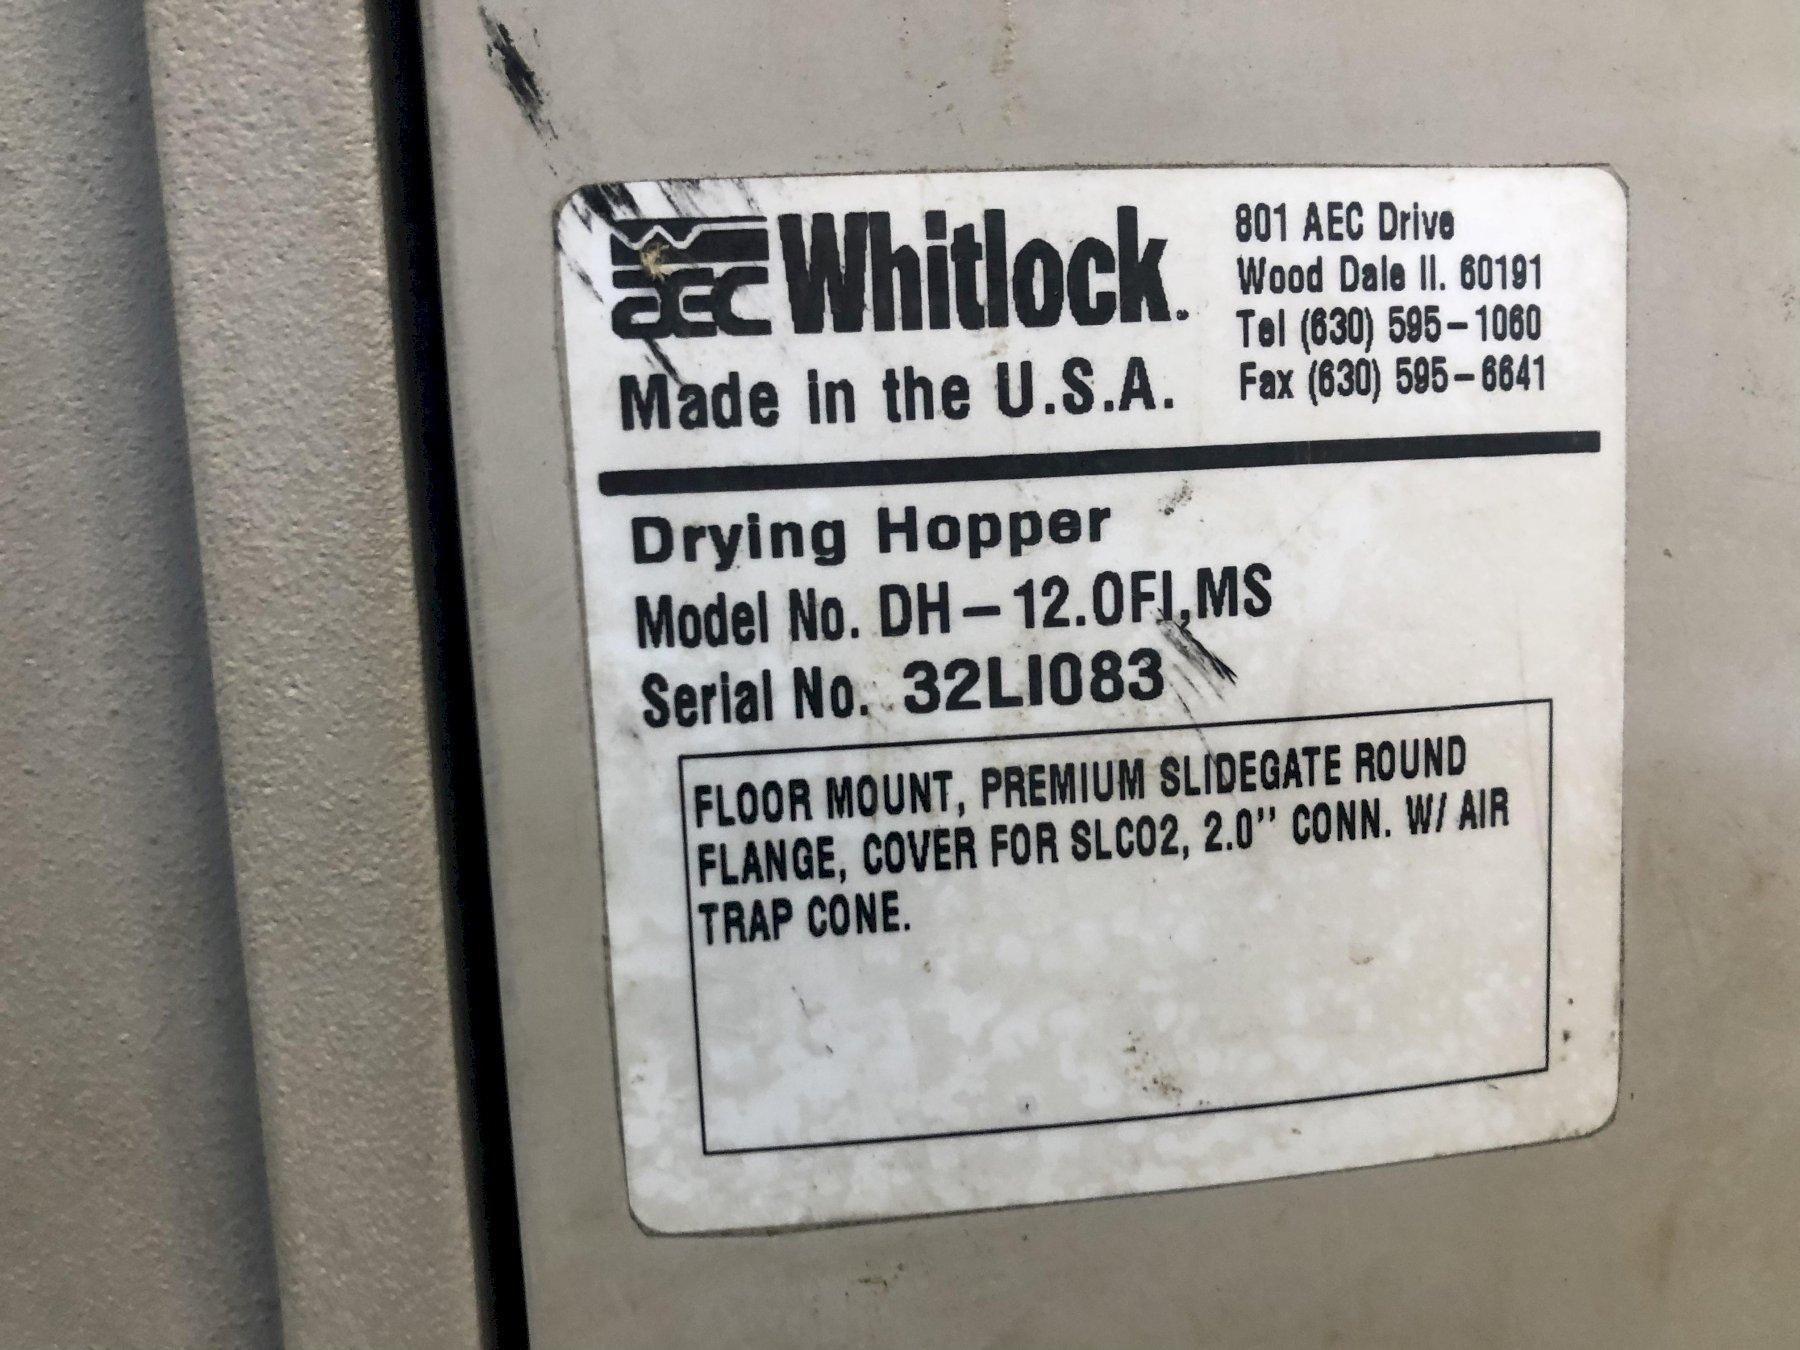 AEC Whitlock.
801 AEC Drive
Wood Dale Il. 60191
Tel (630) 595-1060
Fax (630) 595-6641
Made in the U.S.A.
Drying Hopper
Model No. DH-12.0FI,MS
Serial No. 32LI083
FLOOR MOUNT, PREMIUM SLIDEGATE ROUND
FLANGE, COVER FOR SLCO2, 2.0" CONN. W/ AIR
TRAP CONE.